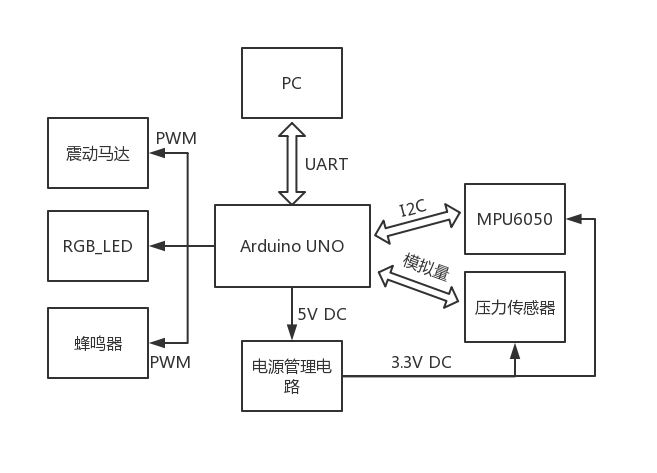 PC
震动马达
PWM
UART
I2C
MPU6050
RGB_LED
Arduino UNO
模拟量
压力传感器
5V DC
蜂鸣器
PWM
电源管理电
路
3.3V DC